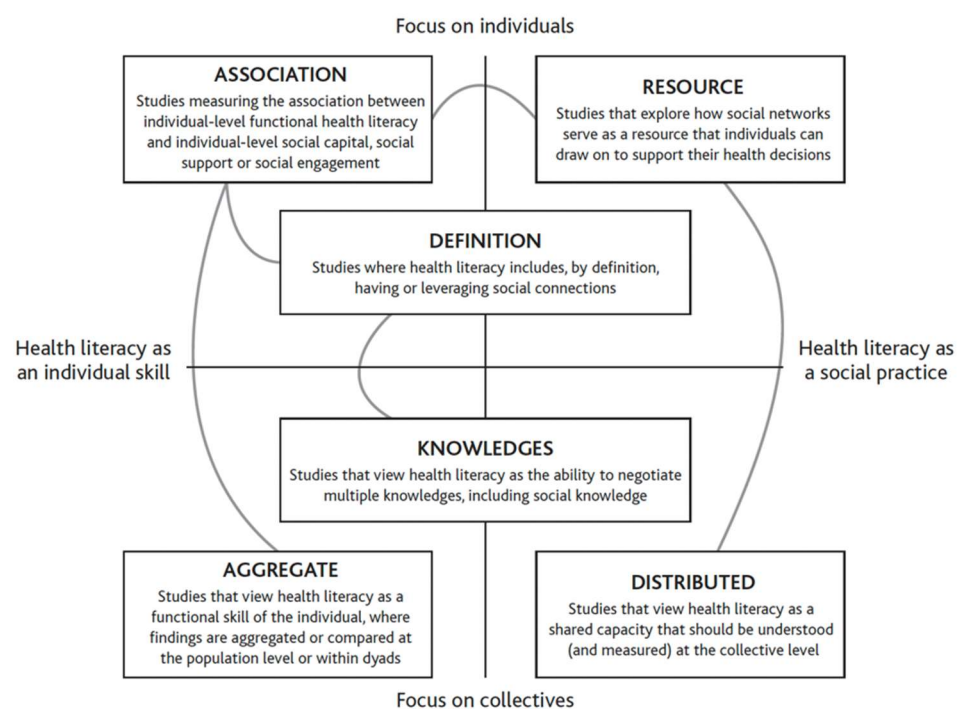 Focus on individuals
ASSOCIATION
Studies measuring the association between
individual-level functional health literacy
and individual-level social capital, social
support or social engagement
RESOURCE
Studies that explore how social networks
serve as a resource that individuals can
draw on to support their health decisions
DEFINITION
Studies where health literacy includes, by definition,
having or leveraging social connections
Health literacy as
an individual skill
Health literacy as
a social practice
KNOWLEDGES
Studies that view health literacy as the ability to negotiate
multiple knowledges, including social knowledge
AGGREGATE
Studies that view health literacy as a
functional skill of the individual, where
findings are aggregated or compared at
the population level or within dyads
DISTRIBUTED
Studies that view health literacy as a
shared capacity that should be understood
(and measured) at the collective level
Focus on collectives